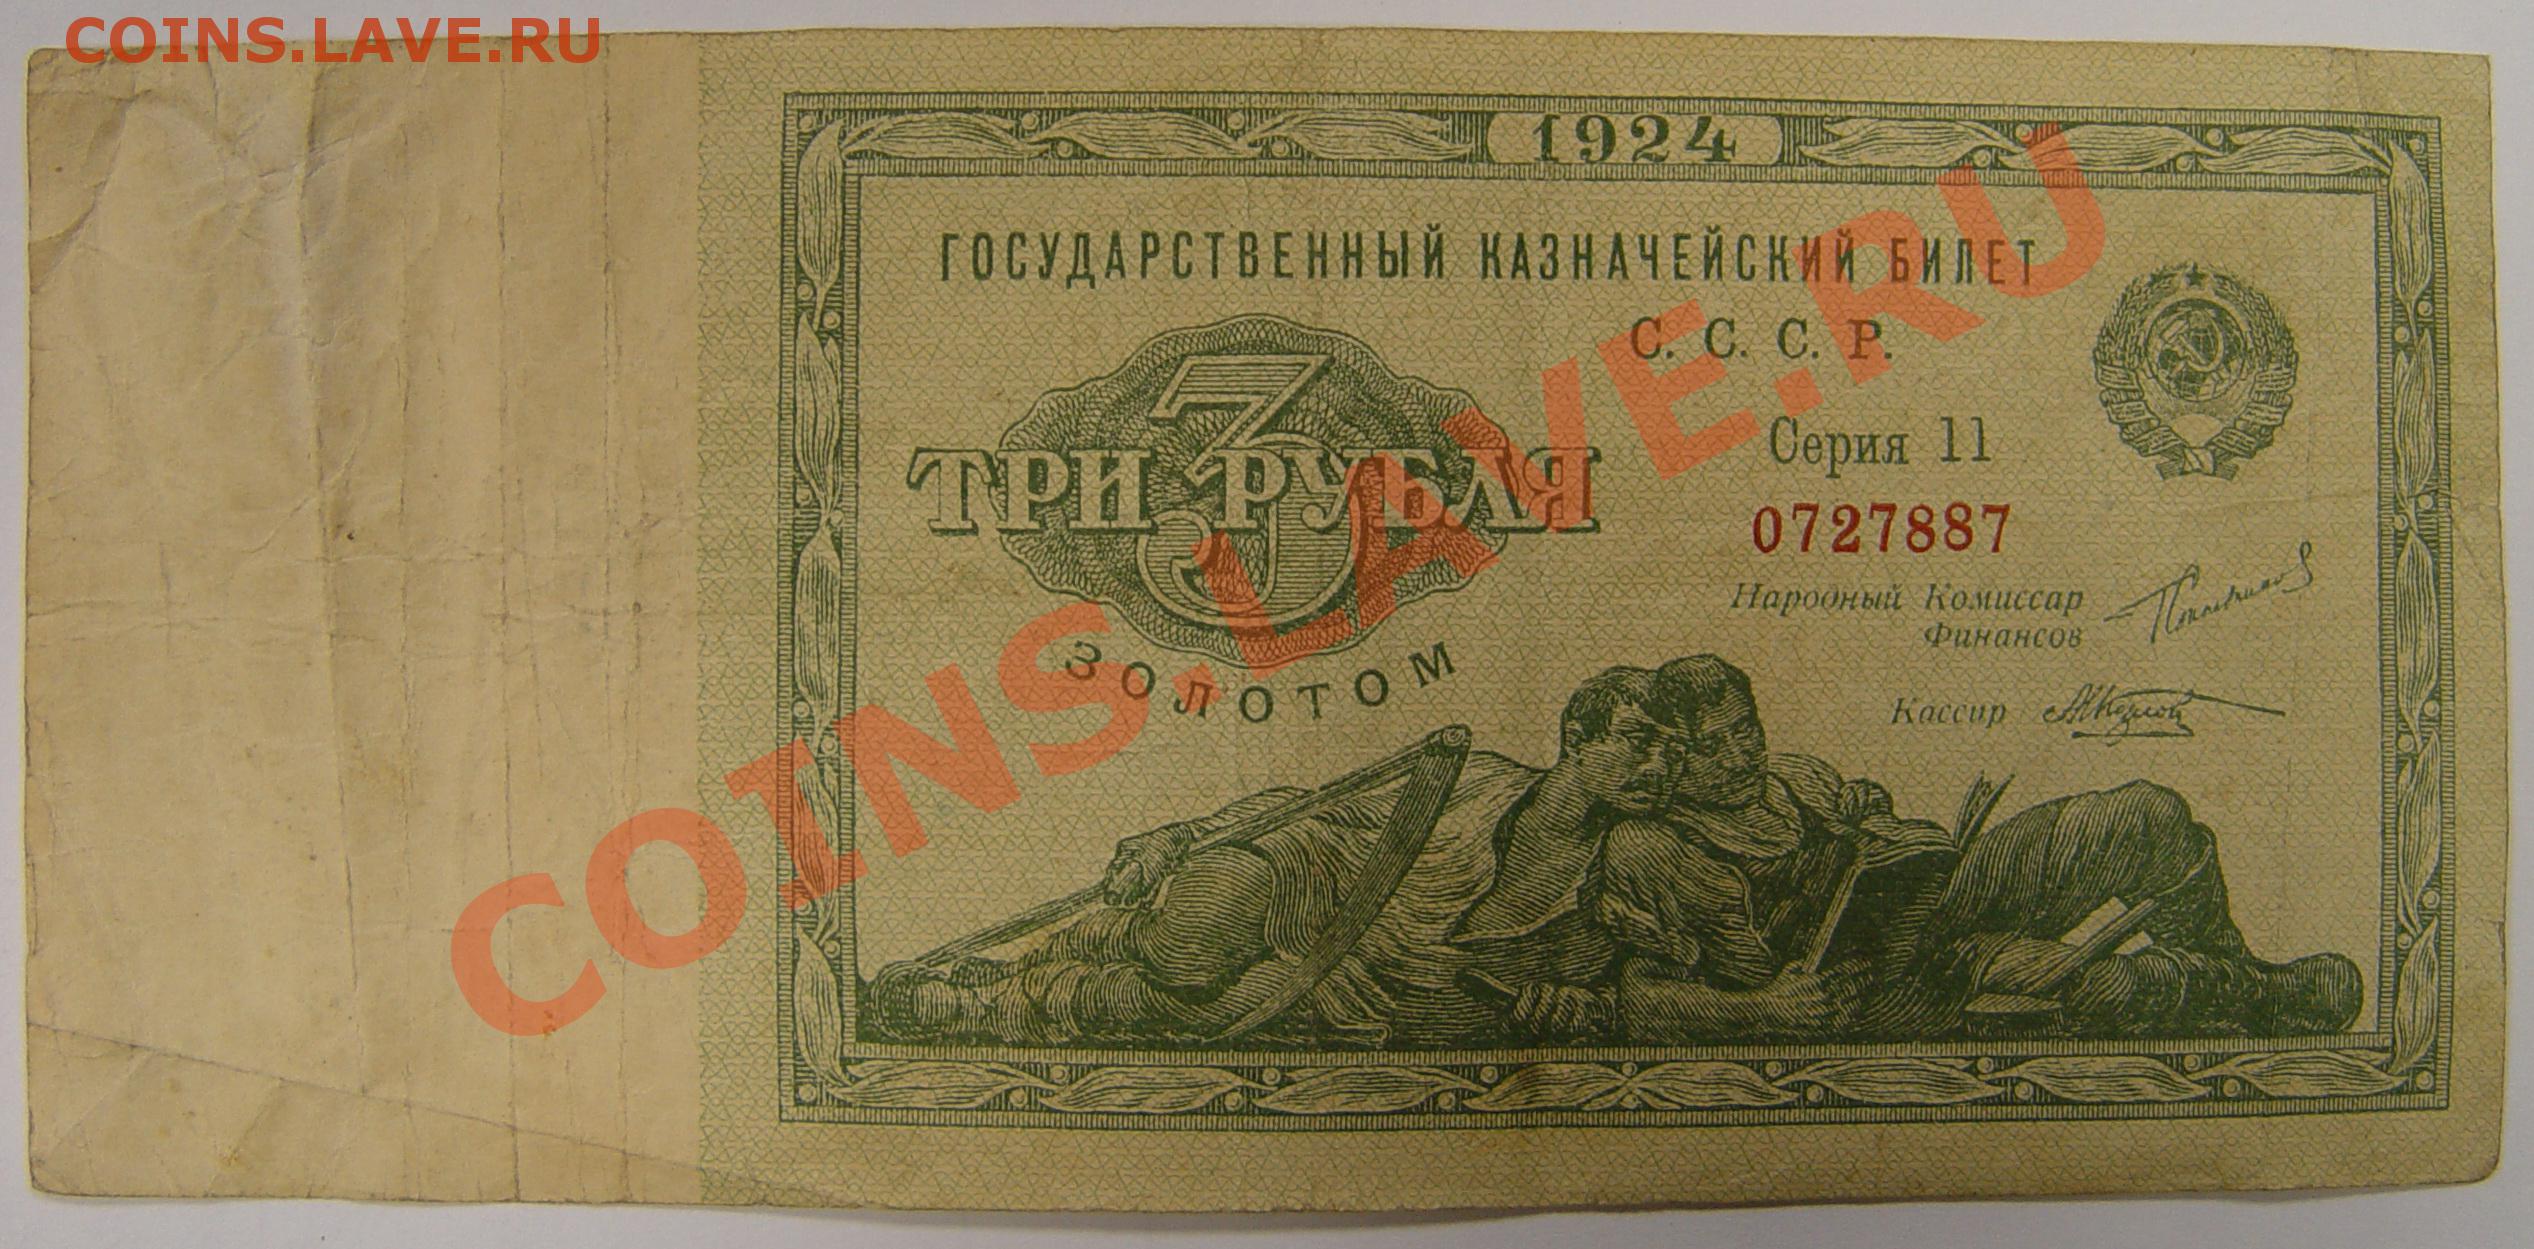 COINS.LAVE.RU
1924
ГОСУДАРСТВЕННЫЙ КАЗНАЧЕЙСКИЙ БИЛЕТ
С. С. С. Р.
3
ТРИ РУБЛЯ
ЗОЛОТОМ
Серия 11
0727887
Народный Комиссар
Финансов
Кассир
COINS.LAVE.RU